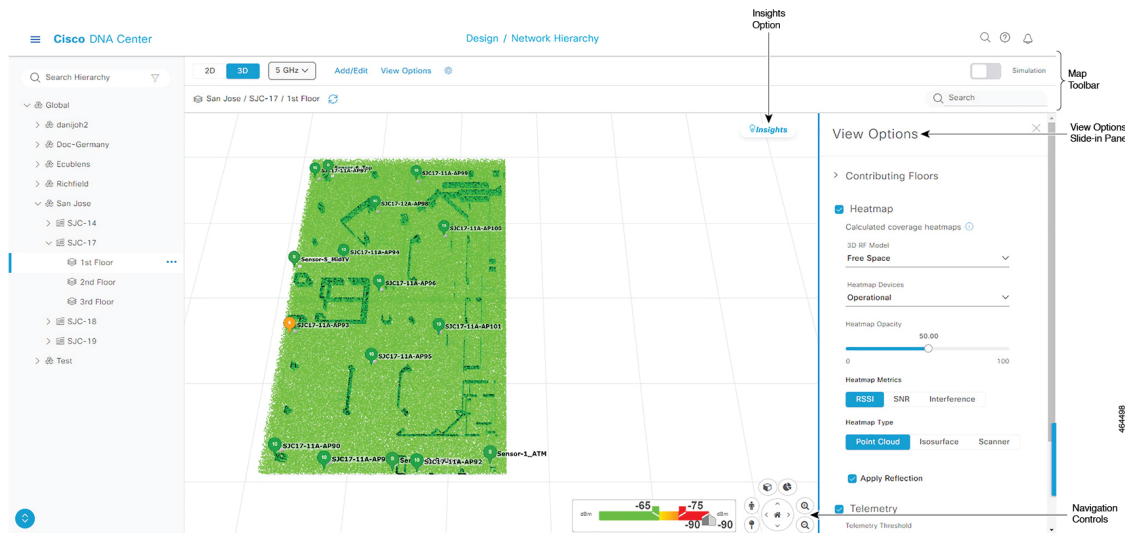 Insights
Option
Cisco DNA Center
Design / Network Hierarchy
Search Hierarchy
2D
3D
5 GHz
Add/Edit
View Options
Simulation
Map
Toolbar
San Jose / SJC-17 / 1st Floor
Search
Global
danijoh2
Doc-Germany
Ecublens
Richfield
San Jose
SJC-14
SJC-17
1st Floor
2nd Floor
3rd Floor
SJC-18
SJC-19
Test
Insights
SJC17-11A-AP99
SJC17-12A-AP98
SJC17-11A-AP100
SJC17-11A-AP94
Sensor-5_MidTV
SJC17-11A-AP96
SJC17-11A-AP93
SJC17-11A-AP101
SJC17-11A-AP95
SJC17-11A-AP90
SJC17-11A-AP9
SJC17-11A-AP92
Sensor-1_ATM
-65
-75
dBm
dBm
-90
-90
View Options
View Options
Slide-in Pane
Contributing Floors
Heatmap
Calculated coverage heatmaps
3D RF Model
Free Space
Heatmap Devices
Operational
Heatmap Opacity
50.00
0
100
Heatmap Metrics
RSSI
SNR
Interference
Heatmap Type
Point Cloud
Isosurface
Scanner
Apply Reflection
Telemetry
Telemetry Threshold
Navigation
Controls
464498